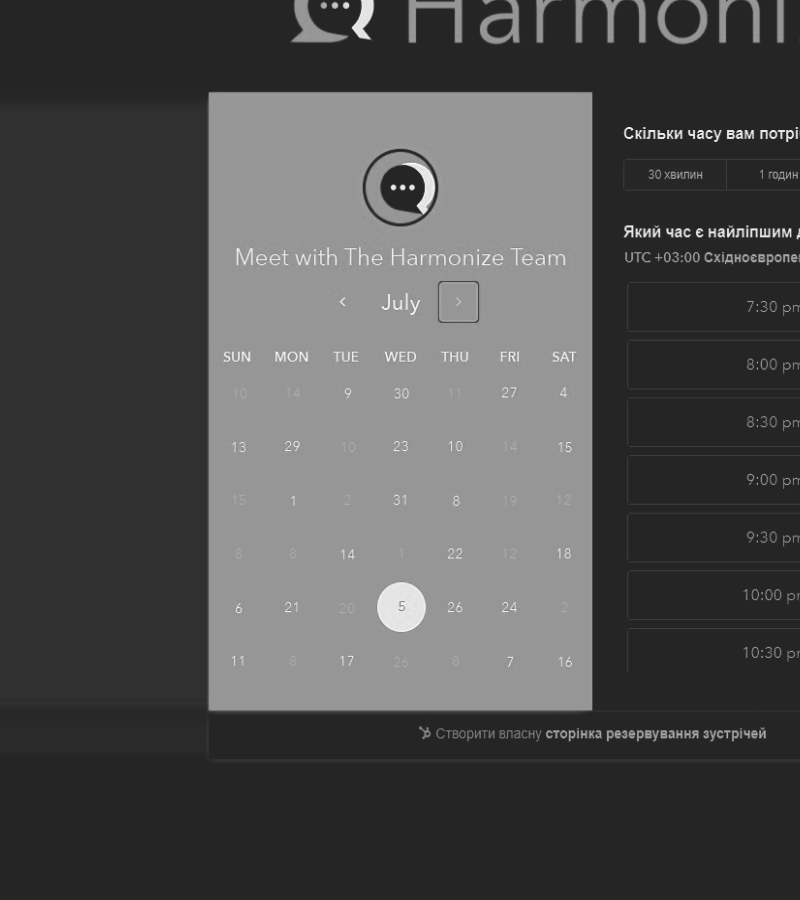 Harmoni
Meet with The Harmonize Team
July
SUN MON TUE WED THU FRI SAT
10 14 9 30 11 27 4
13 29 10 23 10 14 15
15 1 2 31 8 19 12
8 8 14 1 22 12 18
6 21 20 5 26 24 2
11 8 17 26 8 7 16
Скільки часу вам потрі
30 хвилин 1 годин
Який час є найліпшим
UTC +03:00 Східноєвропе
7:30 pm
8:00 pm
8:30 pm
9:00 pm
9:30 pm
10:00 p
10:30 pm
Створити власну сторінка резервування зустрічей